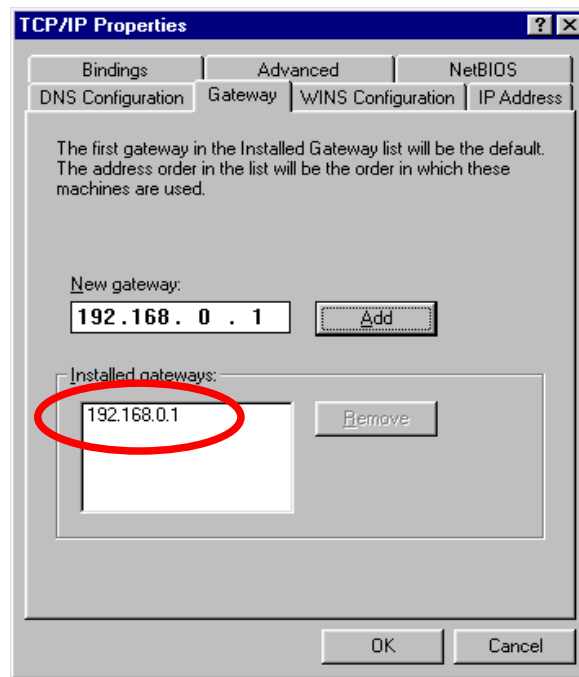 TCP/IP Properties
?
Bindings Advanced NetBIOS
DNS Configuration Gateway WINS Configuration IP Address
The first gateway in the Installed Gateway list will be the default.
The address order in the list will be the order in which these
machines are used.
New gateway:
192.168. 0 . 1 Add
Installed gateways:
192.168.0.1 Remove
OK Cancel